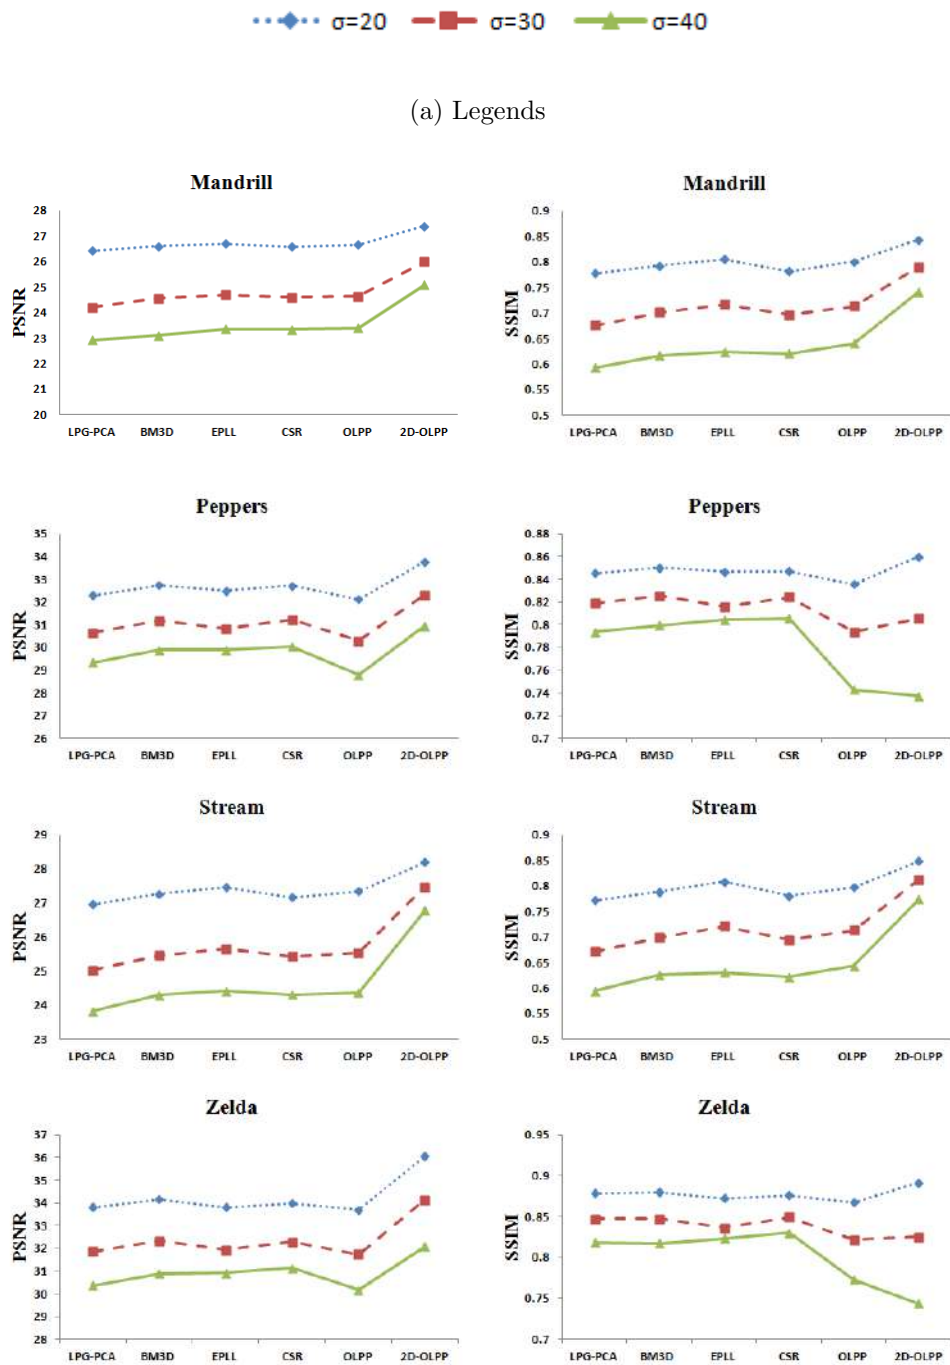 σ=20 σ=30 σ=40
(a) Legends
Mandrill
PSNR
28
27
26
25
24
23
22
21
20
LPG-PCA BM3D EPLL CSR OLPP 2D-OLPP
Mandrill
SSIM
0.9
0.85
0.8
0.75
0.7
0.65
0.6
0.55
0.5
LPG-PCA BM3D EPLL CSR OLPP 2D-OLPP
Peppers
PSNR
35
34
33
32
31
30
29
28
27
26
LPG-PCA BM3D EPLL CSR OLPP 2D-OLPP
Peppers
SSIM
0.88
0.86
0.84
0.82
0.8
0.78
0.76
0.74
0.72
0.7
LPG-PCA BM3D EPLL CSR OLPP 2D-OLPP
Stream
PSNR
29
28
27
26
25
24
23
LPG-PCA BM3D EPLL CSR OLPP 2D-OLPP
Stream
SSIM
0.9
0.85
0.8
0.75
0.7
0.65
0.6
0.55
0.5
LPG-PCA BM3D EPLL CSR OLPP 2D-OLPP
Zelda
PSNR
37
36
35
34
33
32
31
30
29
28
LPG-PCA BM3D EPLL CSR OLPP 2D-OLPP
Zelda
SSIM
0.95
0.9
0.85
0.8
0.75
0.7
LPG-PCA BM3D EPLL CSR OLPP 2D-OLPP